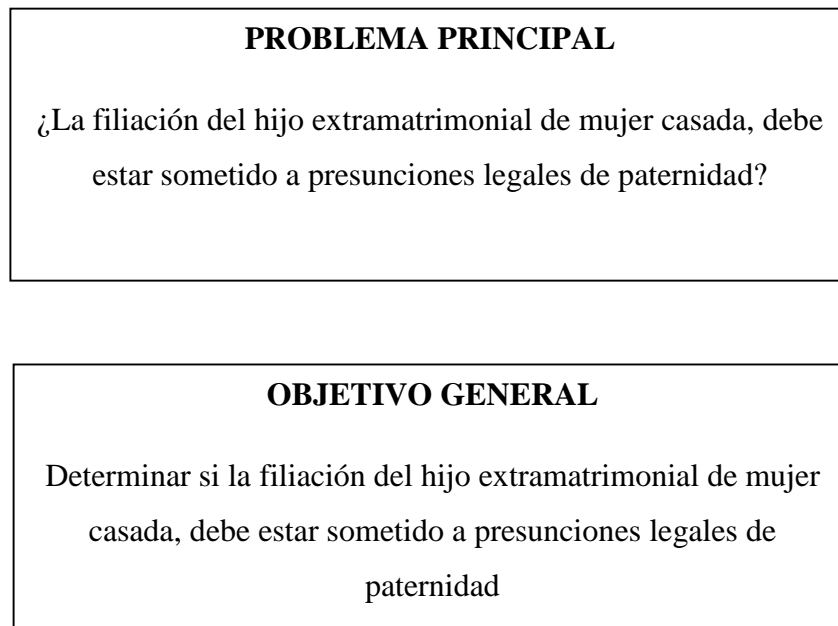 PROBLEMA PRINCIPAL
¿La filiación del hijo extramatrimonial de mujer casada, debe
estar sometido a presunciones legales de paternidad?
OBJETIVO GENERAL
Determinar si la filiación del hijo extramatrimonial de mujer
casada, debe estar sometido a presunciones legales de
paternidad